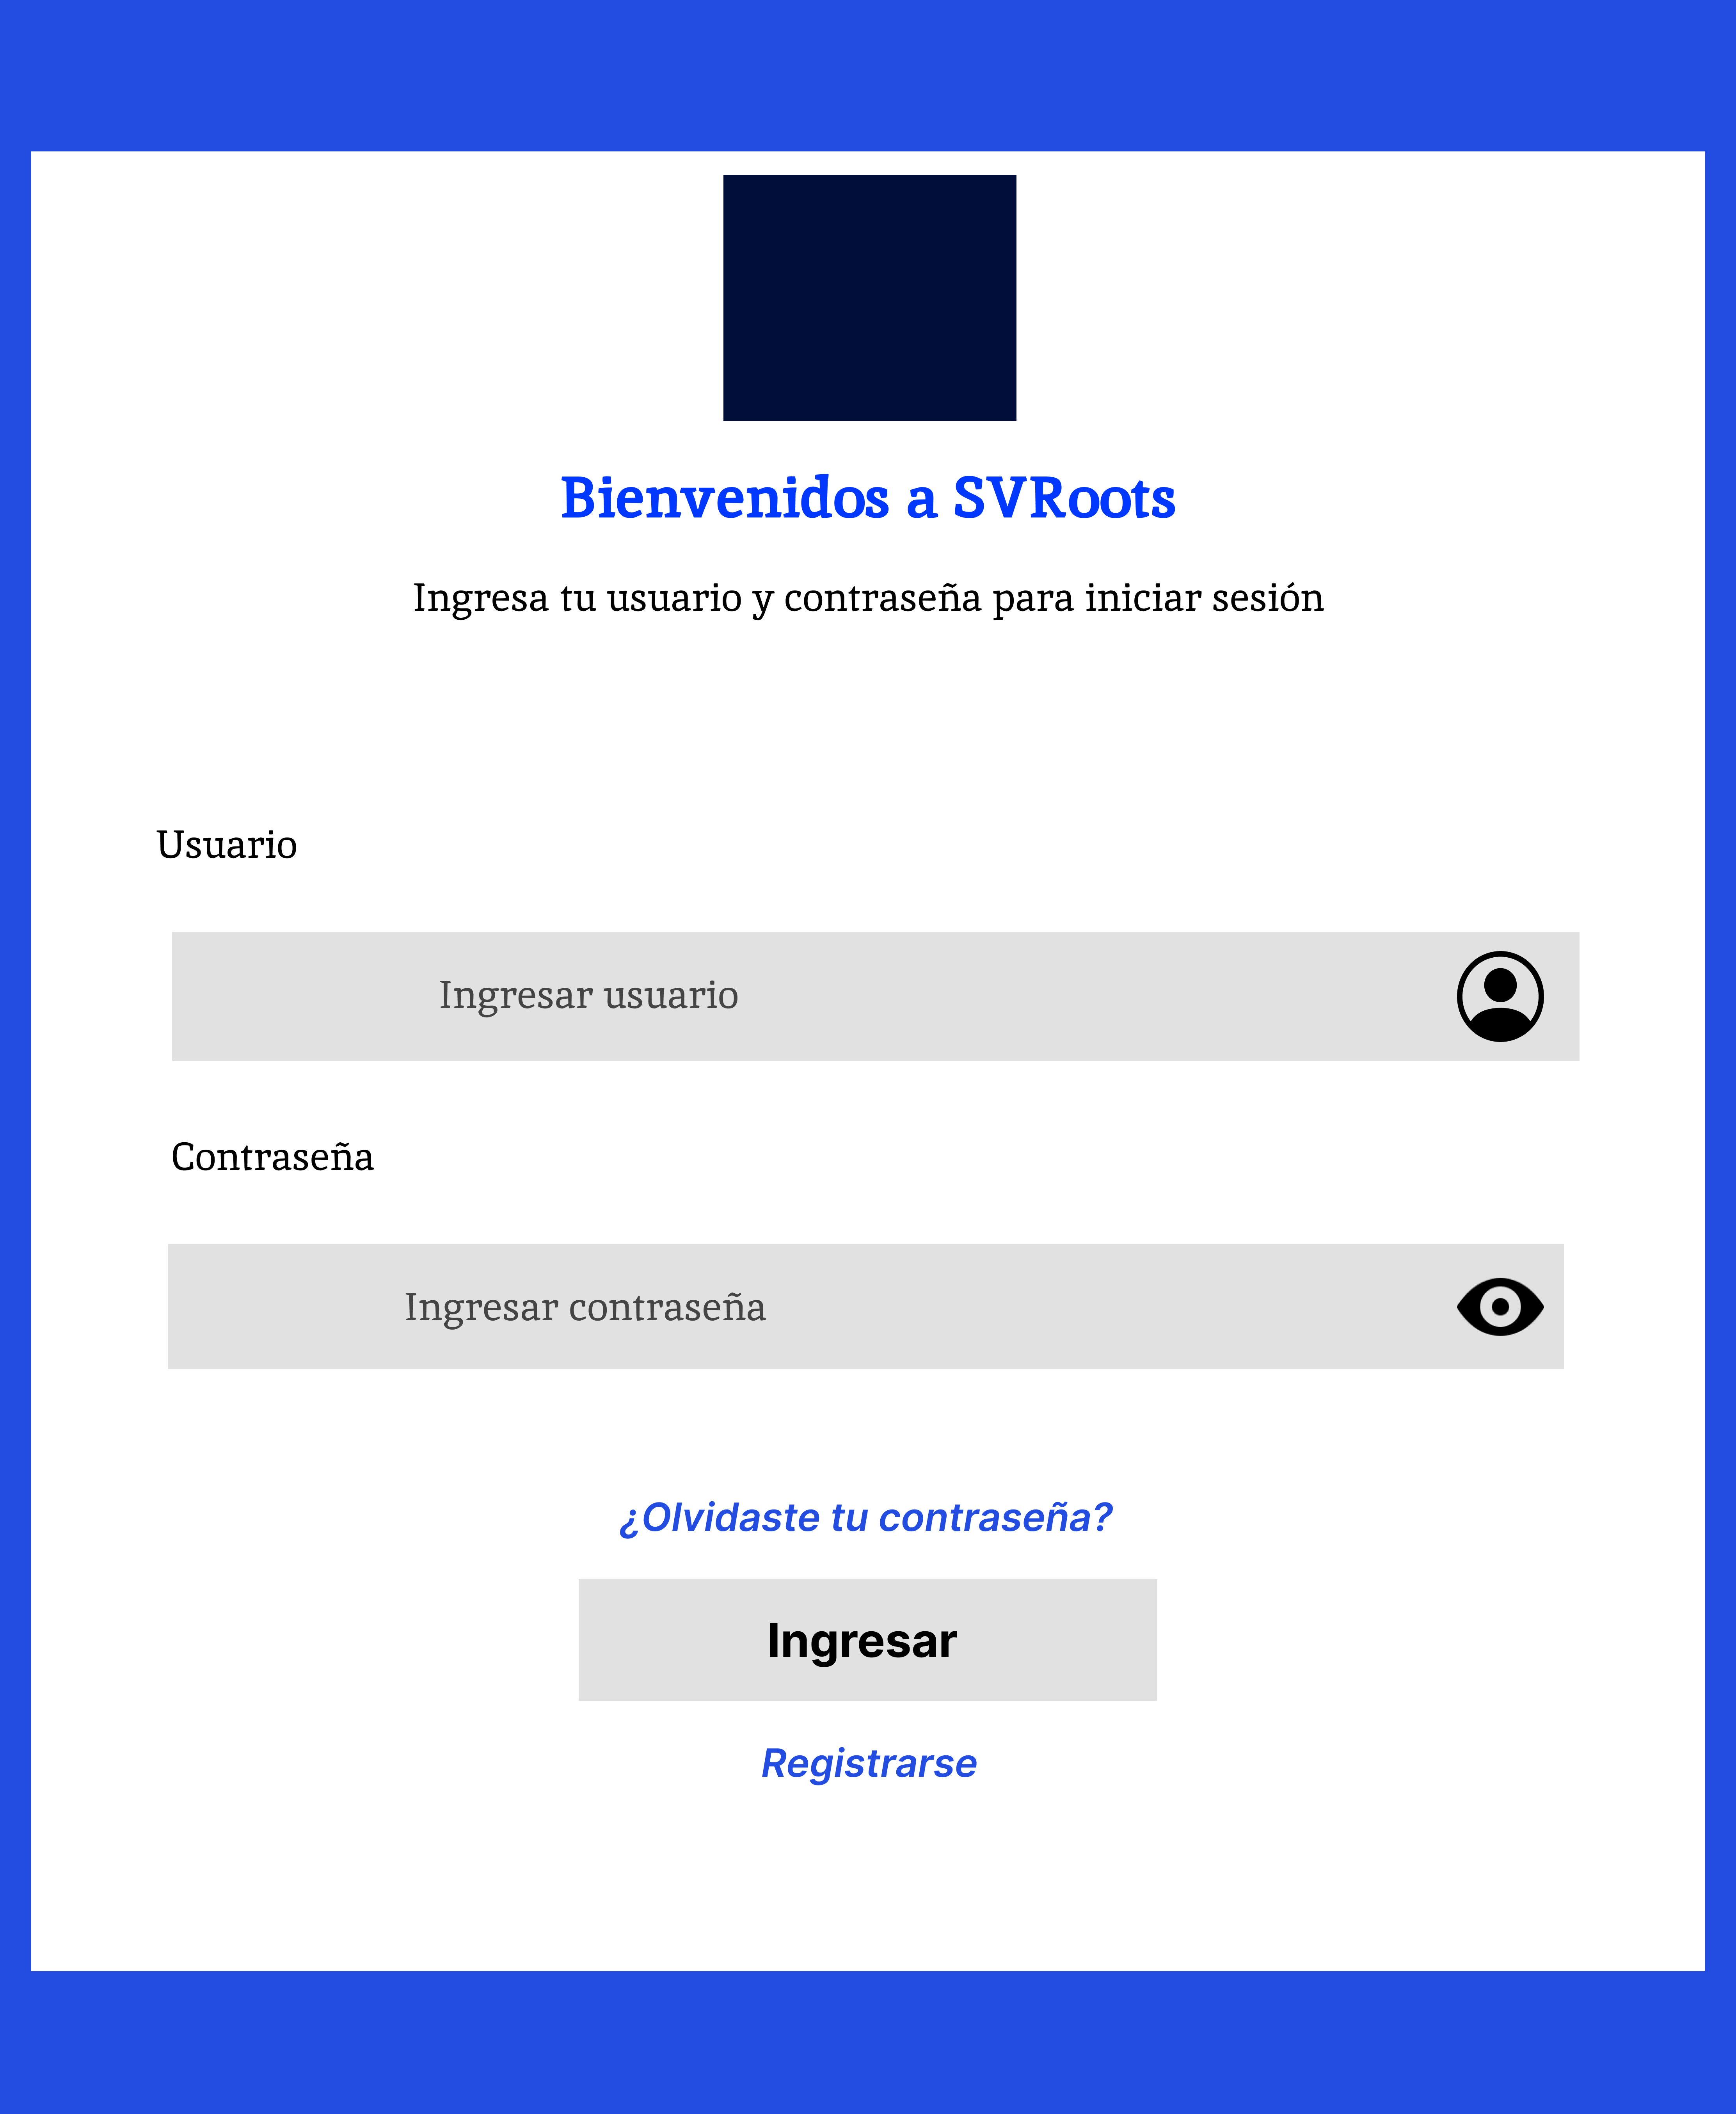 Bienvenidos a SVRoots
Ingresa tu usuario y contraseña para iniciar sesión
Usuario
Ingresar usuario
Contraseña
Ingresar contraseña
¿Olvidaste tu contraseña?
Ingresar
Registrarse